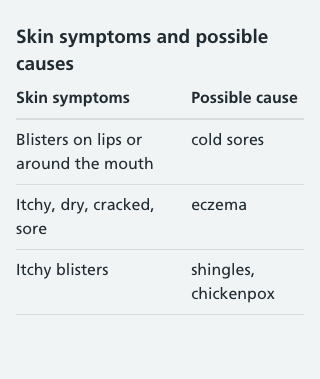 Skin symptoms and possible
causes
Skin symptoms Possible cause
Blisters on lips or cold sores
around the mouth
Itchy, dry, cracked, eczema
sore
Itchy blisters shingles,
chickenpox